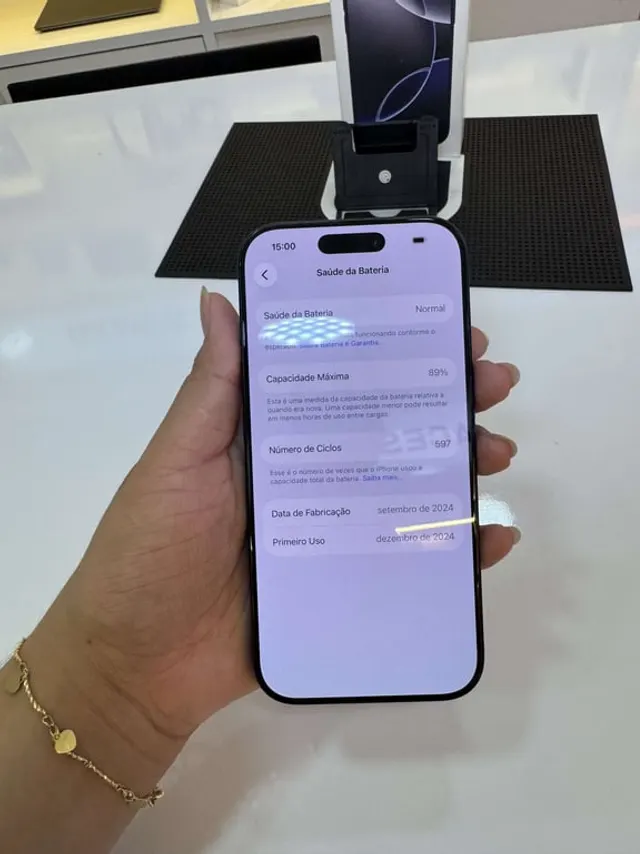 15:00
Saúde da Bateria
Saúde da Bateria Normal
funcionando conforme o
esperado. Sobre Bateria e Garantia...
Capacidade Máxima 89%
Esta é uma medida da capacidade da bateria relativa a
quando era nova. Uma capacidade menor pode resultar
em menos horas de uso entre cargas.
Número de Ciclos 597
Esse é o número de vezes que o iPhone usou a
capacidade total da bateria. Saiba mais...
Data de Fabricação setembro de 2024
Primeiro Uso dezembro de 2024